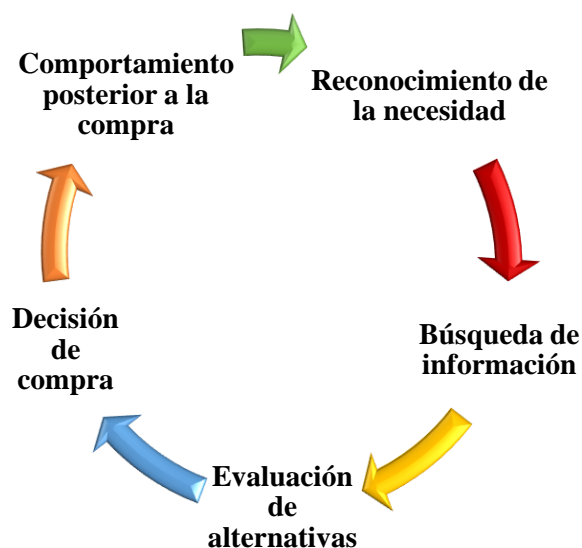 Comportamiento
posterior a la
compra
Reconocimiento de
la necesidad
Búsqueda de
información
Evaluación
de
alternativas
Decisión
de
compra